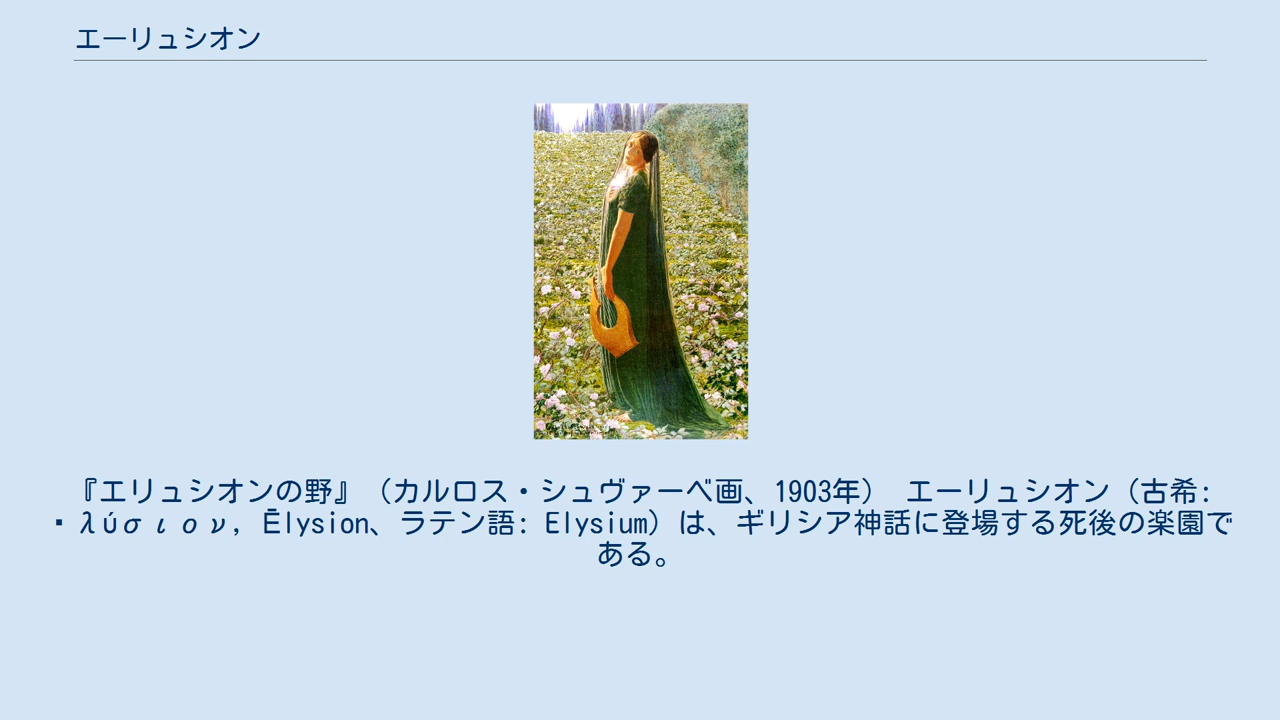 エーリュシオン
『エリュシオンの野』（カルロス・シュヴァーベ画、1903年） エーリュシオン（古希:
λύσιον, Ēlysion、ラテン語: Elysium）は、ギリシア神話に登場する死後の楽園で
ある。